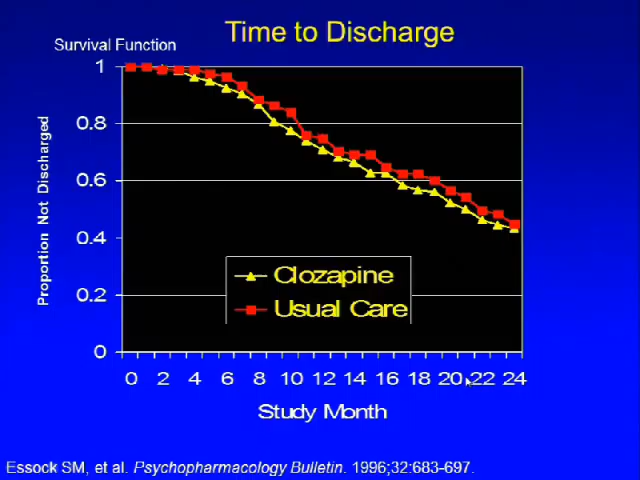 Time to Discharge
Survival Function
1
0.8
0.6
0.4
0.2
0
Proportion Not Discharged
Clozapine
Usual Care
0 2 4 6 8 10 12 14 16 18 20 22 24
Study Month
Essock SM, et al. Psychopharmacology Bulletin. 1996;32:683-697.